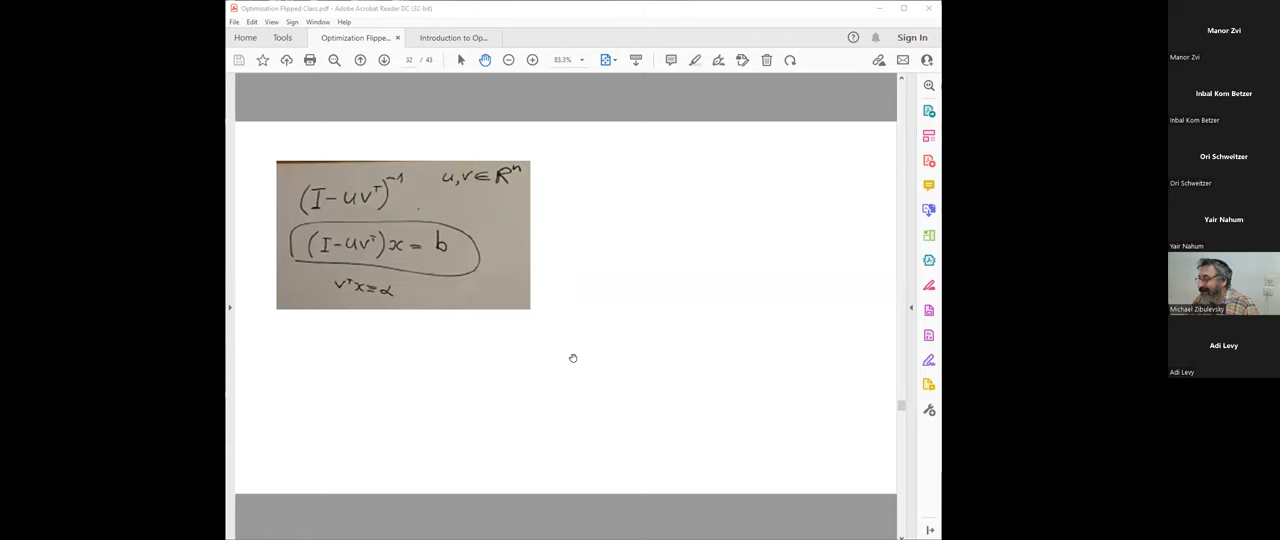 Optimization Flipped Class.pdf - Adobe Acrobat Reader DC (32-bit)
File Edit View Sign Window Help
Home Tools Optimization Flippe... × Introduction to Op... Sign In
32 / 43 83.3%
(I - uvᵀ)⁻¹ u,v ∈ Rⁿ
(I - uvᵀ)x = b
vᵀx ≡ α
Manor Zvi
Manor Zvi
Inbal Kom Betzer
Inbal Kom Betzer
Ori Schweitzer
Ori Schweitzer
Yair Nahum
Yair Nahum
Michael Zibulevsky
Adi Levy
Adi Levy